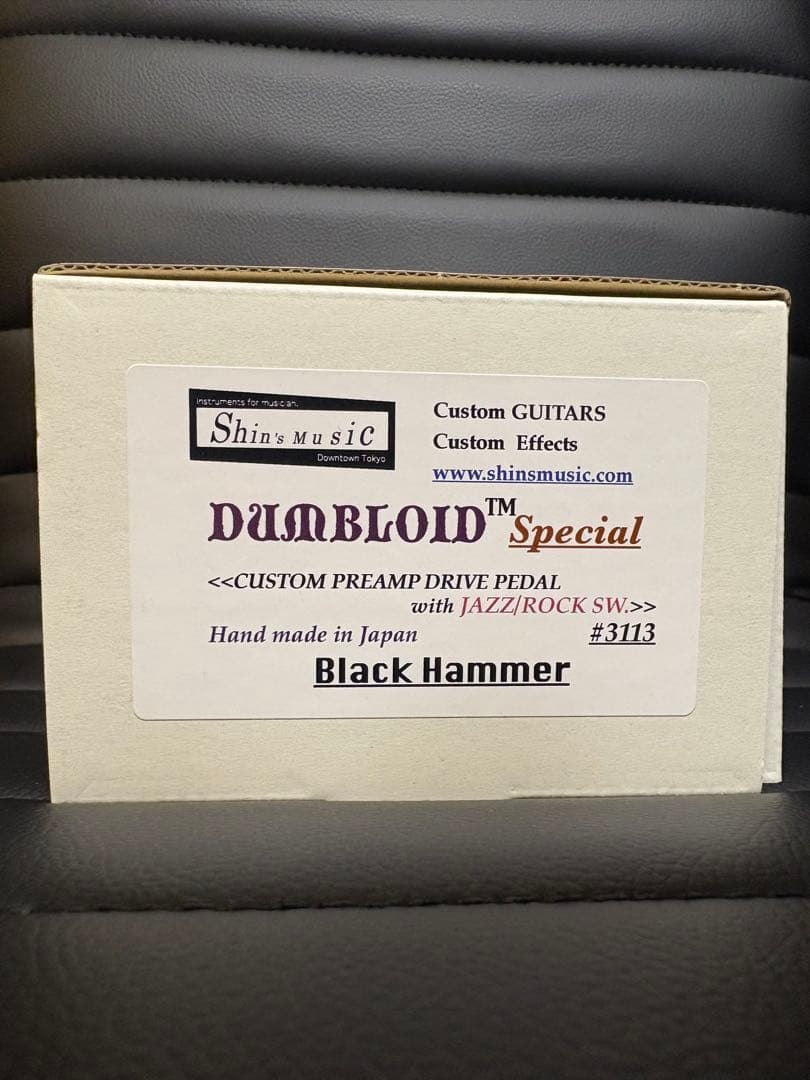 Instruments for musician.
Shin's Music
Downtown Tokyo
Custom GUITARS
Custom Effects
www.shinsmusic.com
DUMBLOID™ Special
<<CUSTOM PREAMP DRIVE PEDAL
with JAZZ/ROCK SW.>>
Hand made in Japan #3113
Black Hammer